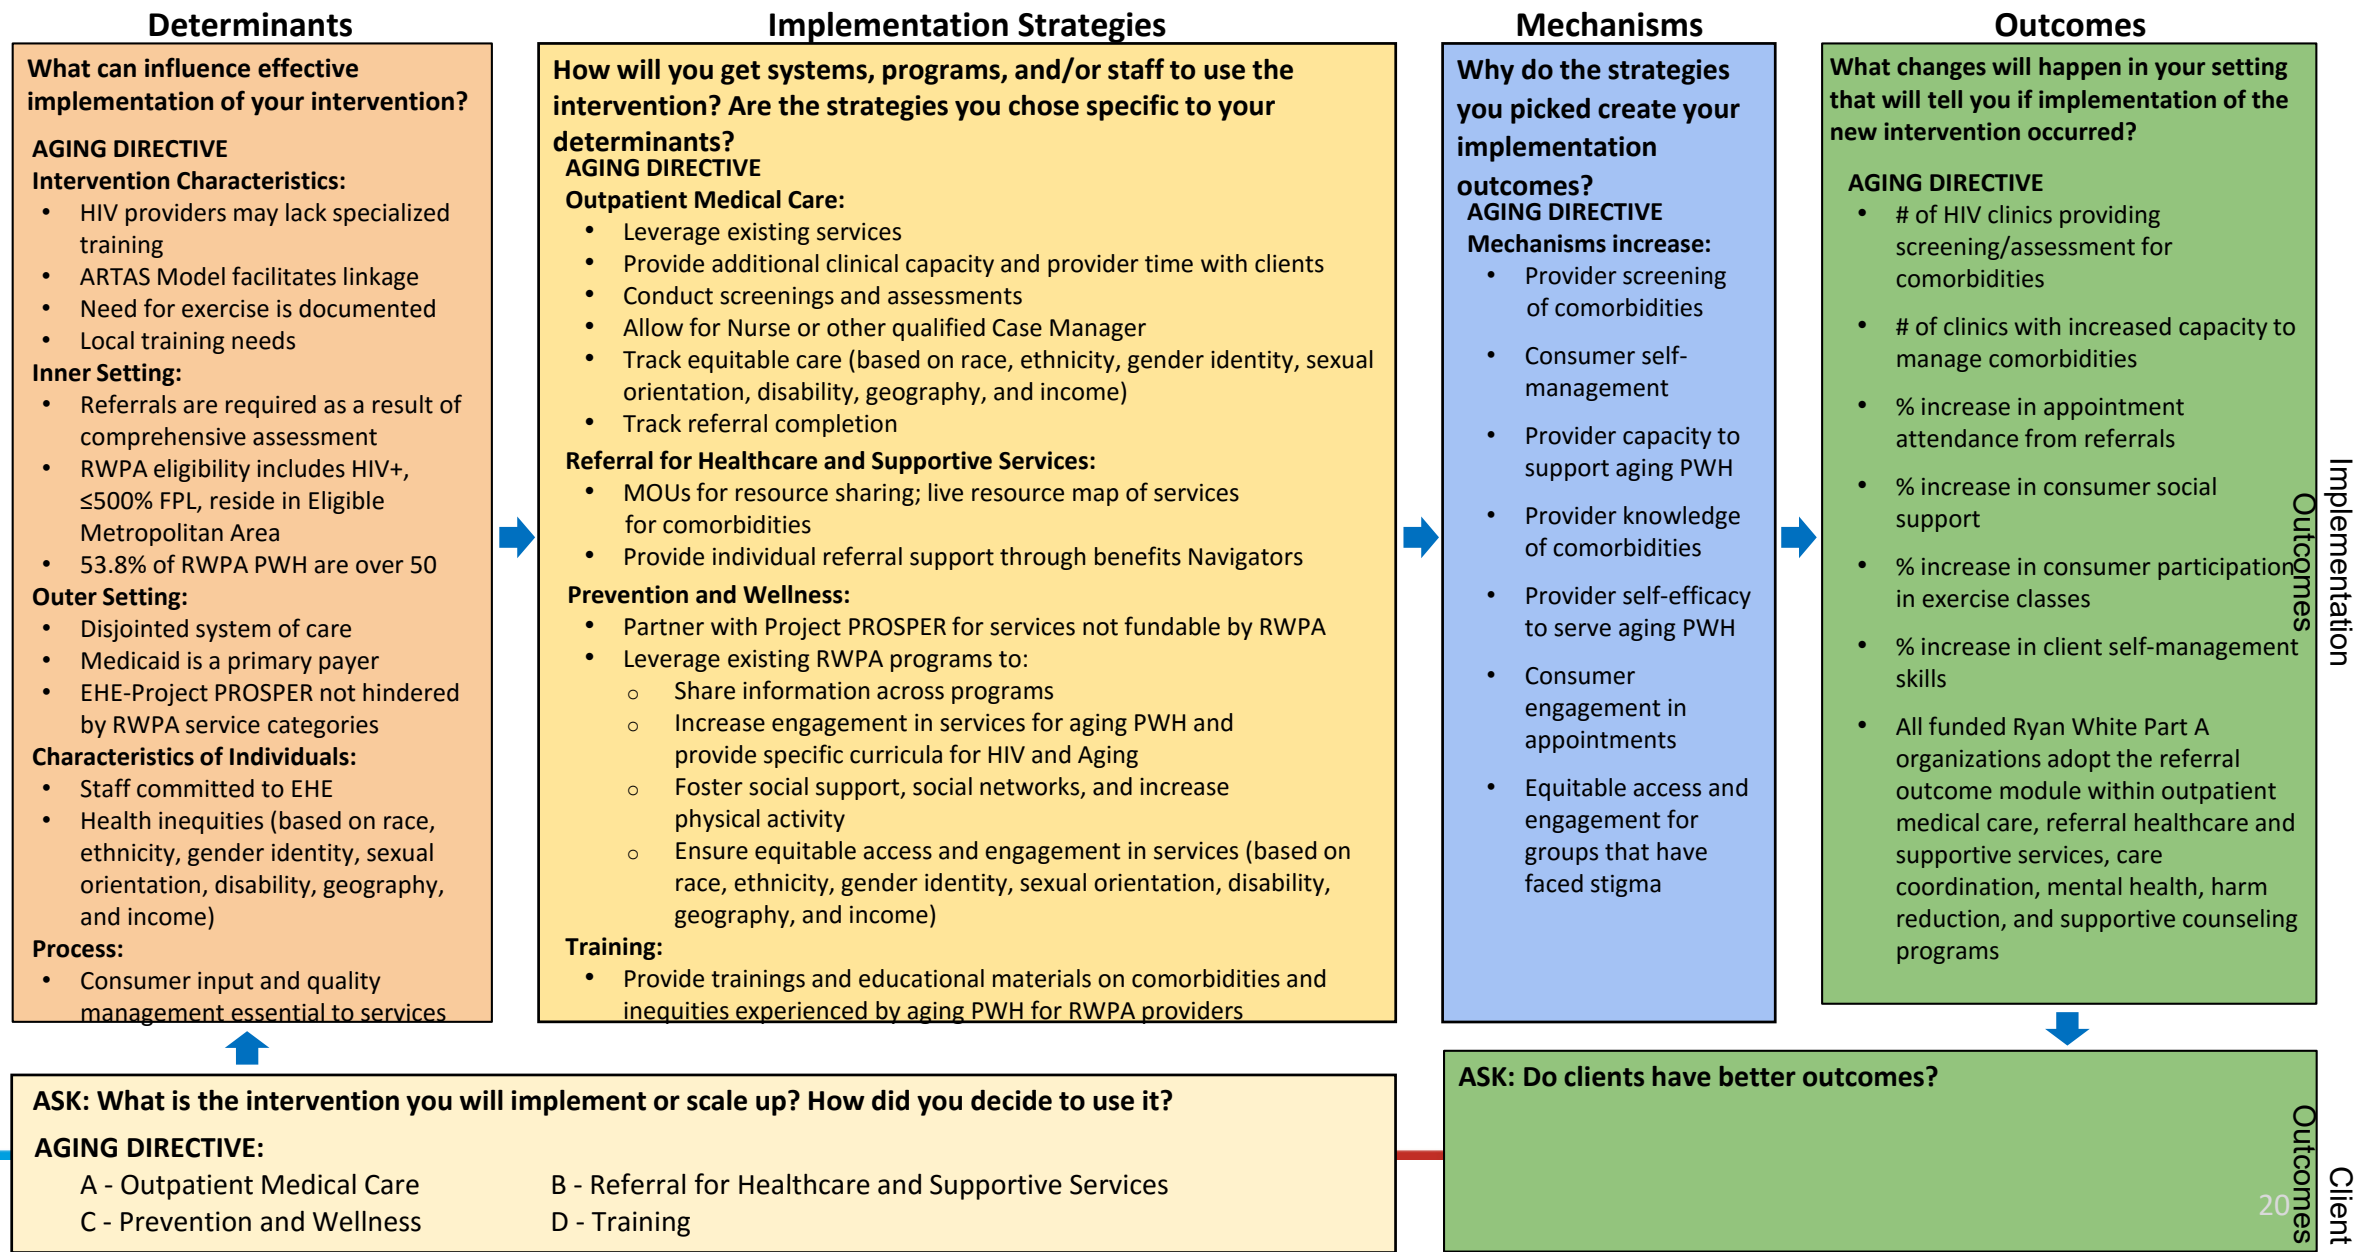 Determinants
What can influence effective
implementation of your intervention?
AGING DIRECTIVE
Intervention Characteristics:
• HIV providers may lack specialized
training
• ARTAS Model facilitates linkage
• Need for exercise is documented
• Local training needs
Inner Setting:
• Referrals are required as a result of
comprehensive assessment
• RWPA eligibility includes HIV+,
≤500% FPL, reside in Eligible
Metropolitan Area
• 53.8% of RWPA PWH are over 50
Outer Setting:
• Disjointed system of care
• Medicaid is a primary payer
• EHE-Project PROSPER not hindered
by RWPA service categories
Characteristics of Individuals:
• Staff committed to EHE
• Health inequities (based on race,
ethnicity, gender identity, sexual
orientation, disability, geography,
and income)
Process:
• Consumer input and quality
management essential to services
Implementation Strategies
How will you get systems, programs, and/or staff to use the
intervention? Are the strategies you chose specific to your
determinants?
AGING DIRECTIVE
Outpatient Medical Care:
• Leverage existing services
• Provide additional clinical capacity and provider time with clients
• Conduct screenings and assessments
• Allow for Nurse or other qualified Case Manager
• Track equitable care (based on race, ethnicity, gender identity, sexual
orientation, disability, geography, and income)
• Track referral completion
Referral for Healthcare and Supportive Services:
• MOUs for resource sharing; live resource map of services
for comorbidities
• Provide individual referral support through benefits Navigators
Prevention and Wellness:
• Partner with Project PROSPER for services not fundable by RWPA
• Leverage existing RWPA programs to:
o Share information across programs
o Increase engagement in services for aging PWH and
provide specific curricula for HIV and Aging
o Foster social support, social networks, and increase
physical activity
o Ensure equitable access and engagement in services (based on
race, ethnicity, gender identity, sexual orientation, disability,
geography, and income)
Training:
• Provide trainings and educational materials on comorbidities and
inequities experienced by aging PWH for RWPA providers
Mechanisms
Why do the strategies
you picked create your
implementation
outcomes?
AGING DIRECTIVE
Mechanisms increase:
• Provider screening
of comorbidities
• Consumer self-
management
• Provider capacity to
support aging PWH
• Provider knowledge
of comorbidities
• Provider self-efficacy
to serve aging PWH
• Consumer
engagement in
appointments
• Equitable access and
engagement for
groups that have
faced stigma
Outcomes
What changes will happen in your setting
that will tell you if implementation of the
new intervention occurred?
AGING DIRECTIVE
• # of HIV clinics providing
screening/assessment for
comorbidities
• # of clinics with increased capacity to
manage comorbidities
• % increase in appointment
attendance from referrals
• % increase in consumer social
support
• % increase in consumer participation
in exercise classes
• % increase in client self-management
skills
• All funded Ryan White Part A
organizations adopt the referral
outcome module within outpatient
medical care, referral healthcare and
supportive services, care
coordination, mental health, harm
reduction, and supportive counseling
programs
Implementation
Outcomes
ASK: What is the intervention you will implement or scale up? How did you decide to use it?
AGING DIRECTIVE:
A - Outpatient Medical Care
B - Referral for Healthcare and Supportive Services
C - Prevention and Wellness
D - Training
ASK: Do clients have better outcomes?
Client
Outcomes
20